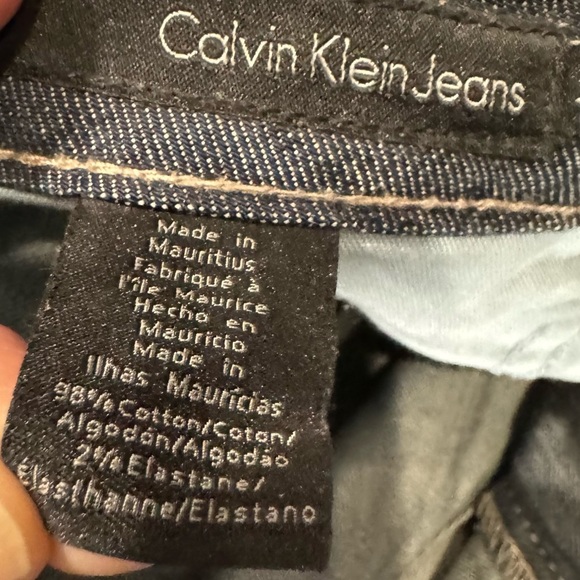 Calvin Klein Jeans
Made in
Mauritius
Fabriqué à
l'île Maurice
Hecho en
Mauricio
Made in
Ilhas Maurícias
98% Cotton/Coton/
Algodón/Algodão
2% Elastane/
Elasthanne/Elastano